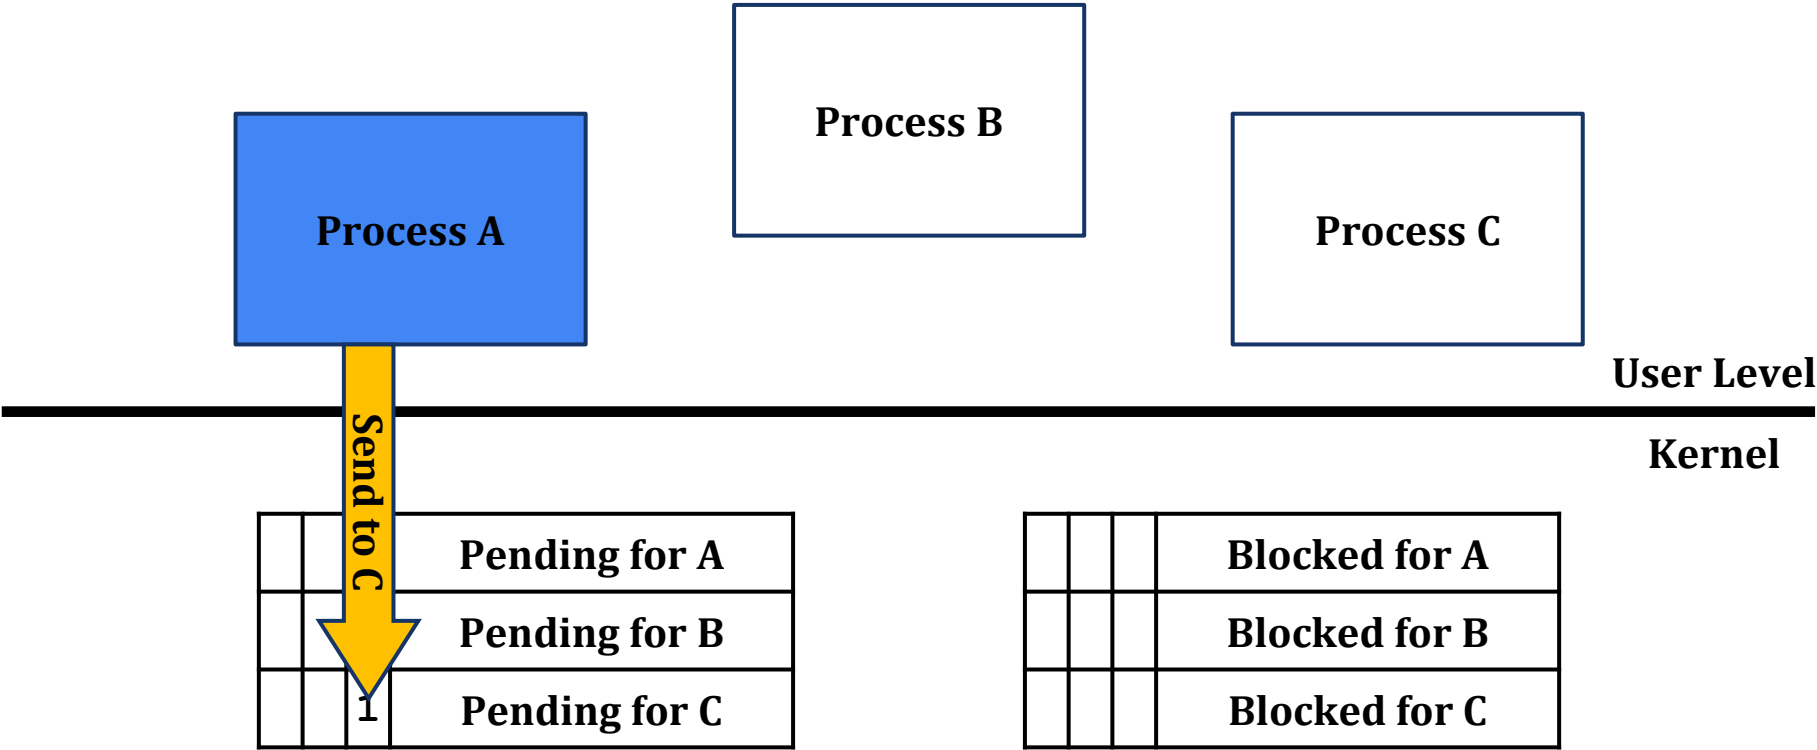 Process B
Process A
Process C
User Level
Send to C
Kernel
Pending for A
Blocked for A
Pending for B
Blocked for B
1
Pending for C
Blocked for C